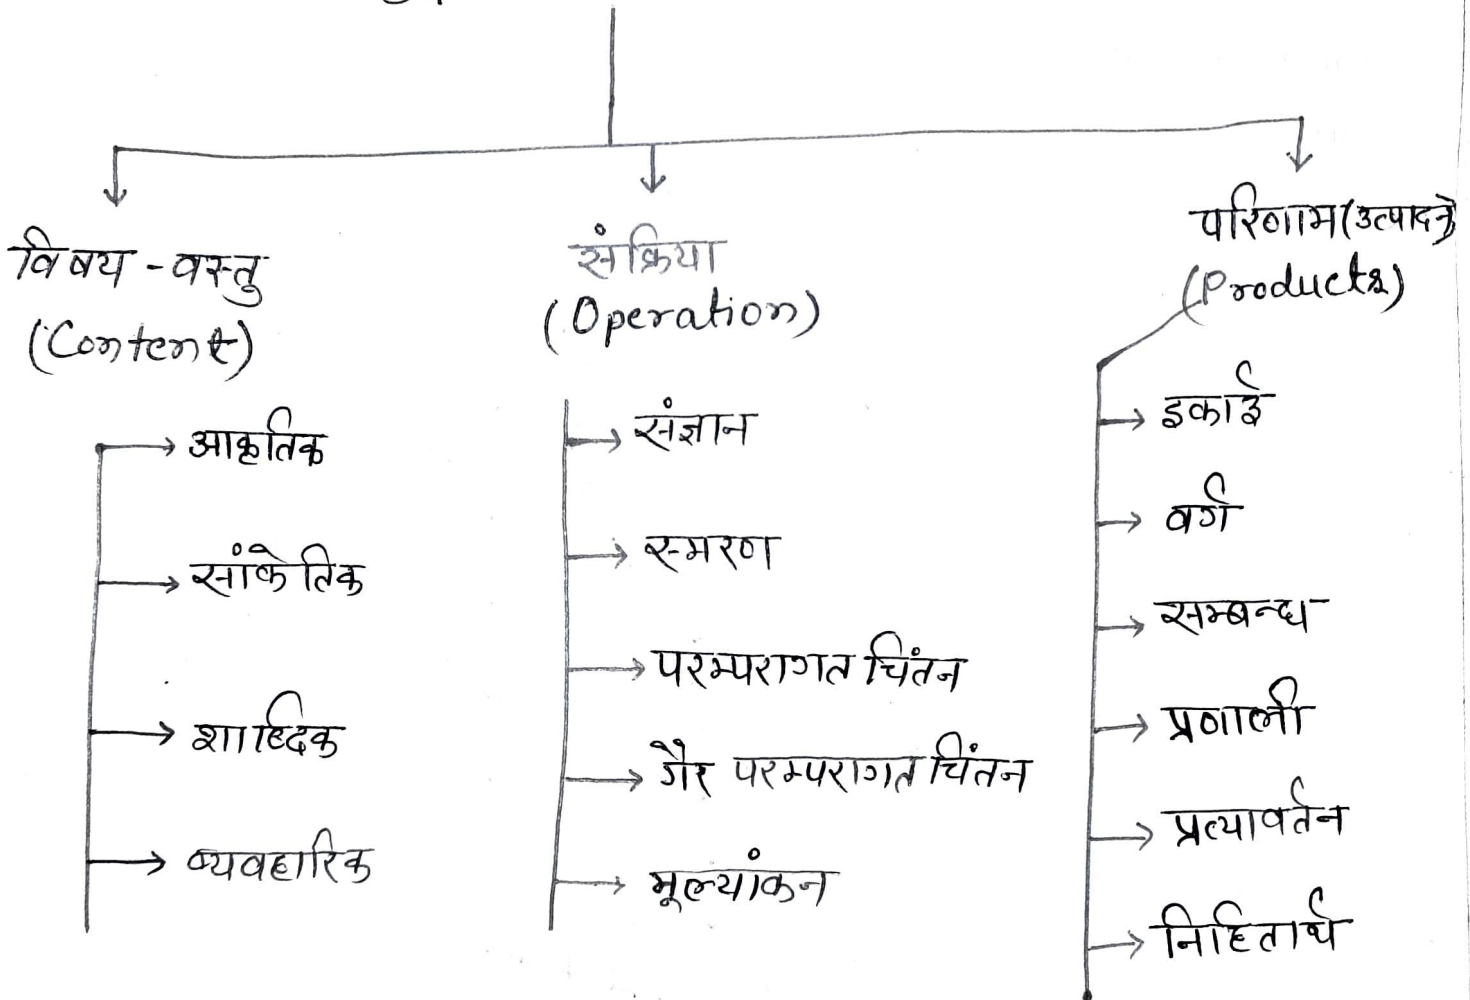 विषय-वस्तु
(Content)
आकृतिक
सांकेतिक
शाब्दिक
व्यवहारिक
संक्रिया
(Operation)
संज्ञान
स्मरण
परम्परागत चिंतन
गैर परम्परागत चिंतन
मूल्यांकन
परिणाम(उत्पादन)
(Products)
इकाई
वर्ग
सम्बन्ध
प्रणाली
प्रत्यावर्तन
निहितार्थ